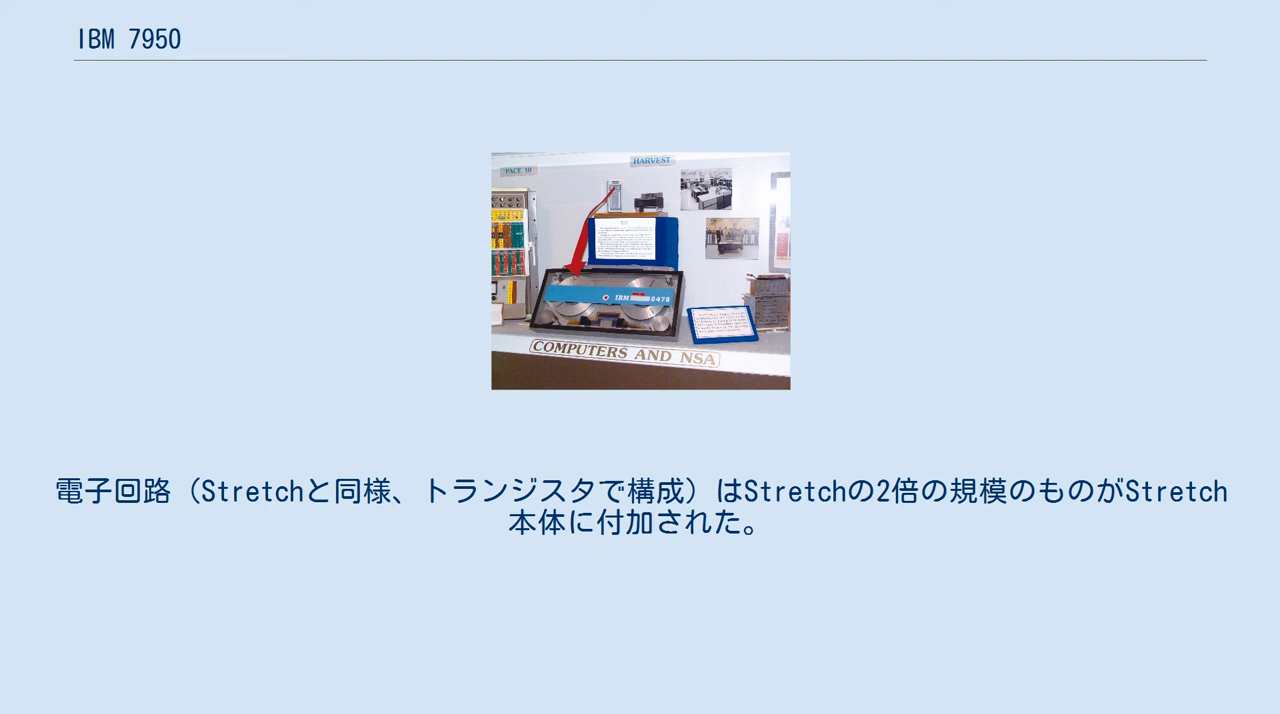 IBM 7950
PACE 10
HARVEST
IBM
COMPUTERS AND NSA
電子回路（Stretchと同様、トランジスタで構成）はStretchの2倍の規模のものがStretch
本体に付加された。